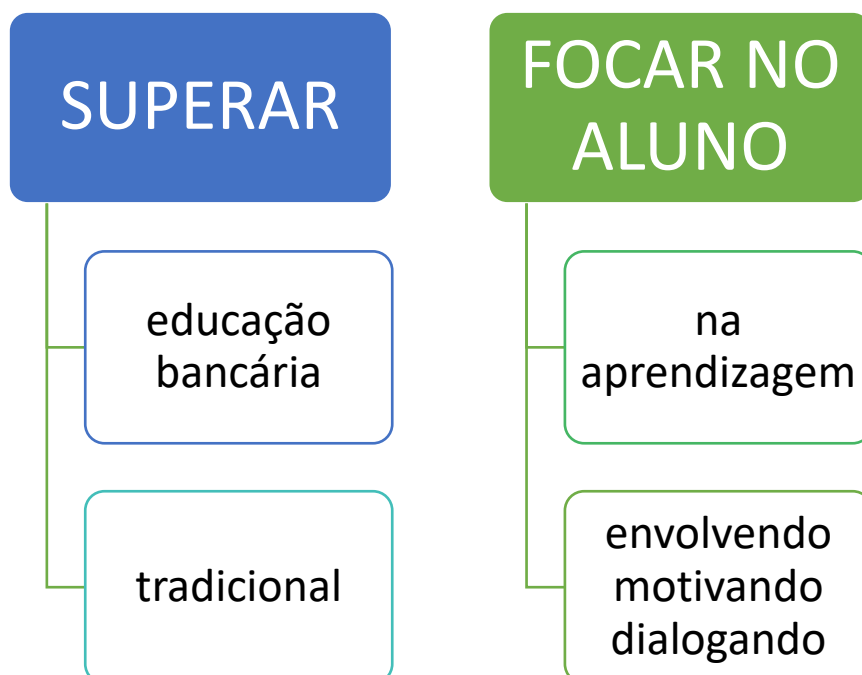 SUPERAR
educação
bancária
tradicional
FOCAR NO
ALUNO
na
aprendizagem
envolvendo
motivando
dialogando